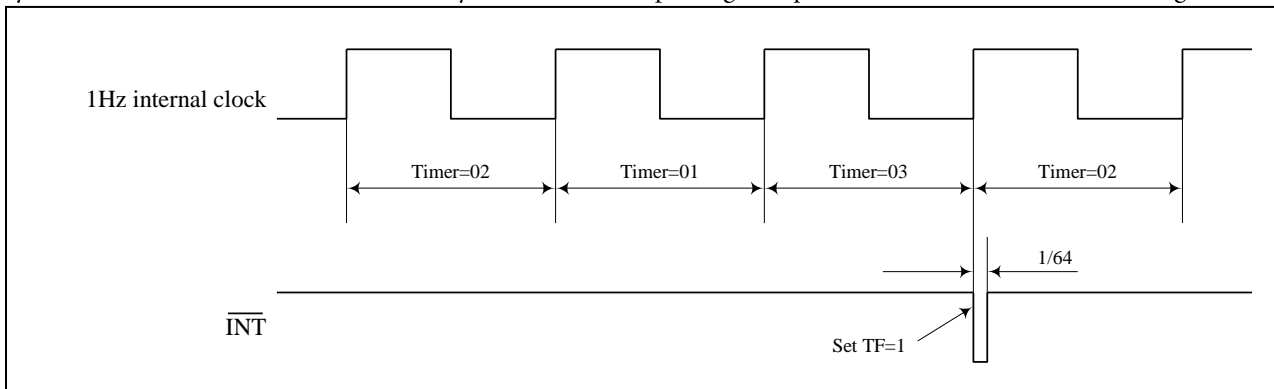 1Hz internal clock
Timer=02
Timer=01
Timer=03
Timer=02
1/64
INT
Set TF=1